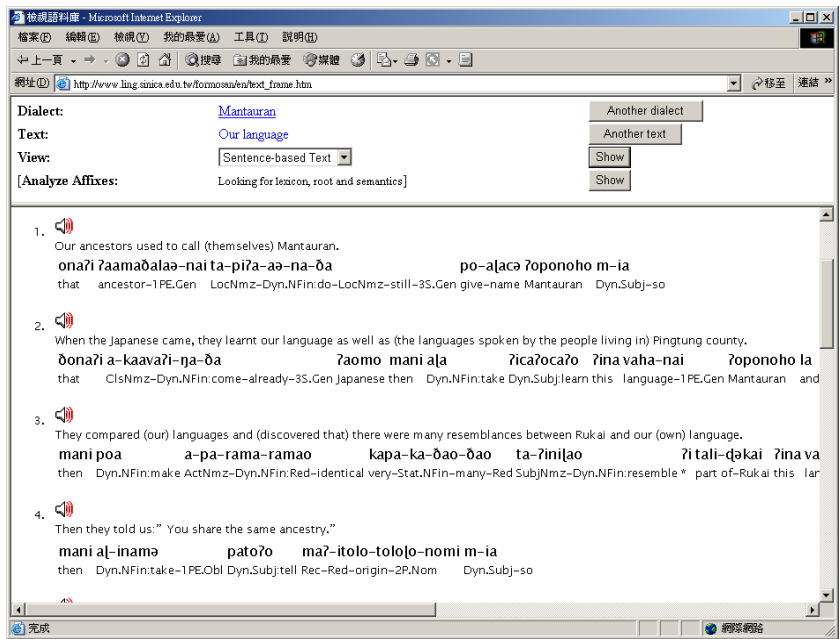 檢視語料庫 - Microsoft Internet Explorer
檔案(F) 編輯(E) 檢視(V) 我的最愛(A) 工具(T) 說明(H)
上一頁 搜尋 我的最愛 媒體
網址(D) http://www.ling.sinica.edu.tw/formosan/en/text_frame.htm 移至 連結 »
Dialect: Mantauran Another dialect
Text: Our language Another text
View: Sentence-based Text Show
[Analyze Affixes: Looking for lexicon, root and semantics] Show
1.
Our ancestors used to call (themselves) Mantauran.
onaʔi ʔaamaðalaə-nai ta-piʔa-aə-na-ða po-aḷacə ʔoponoho m-ia
that ancestor-1PE.Gen LocNmz-Dyn.NFin:do-LocNmz-still-3S.Gen give-name Mantauran Dyn.Subj-so
2.
When the Japanese came, they learnt our language as well as (the languages spoken by the people living in) Pingtung county.
ðonaʔi a-kaavaʔi-ŋa-ða ʔaomo mani aḷa ʔicaʔocaʔo ʔina vaha-nai ʔoponoho la
that ClsNmz-Dyn.NFin:come-already-3S.Gen Japanese then Dyn.NFin:take Dyn.Subj:learn this language-1PE.Gen Mantauran and
3.
They compared (our) languages and (discovered that) there were many resemblances between Rukai and our (own) language.
mani poa a-pa-rama-ramao kapa-ka-ðao-ðao ta-ʔiniḷao ʔi tali-ḍəkai ʔina va
then Dyn.NFin:make ActNmz-Dyn.NFin:Red-identical very-Stat.NFin-many-Red SubjNmz-Dyn.NFin:resemble * part of-Rukai this lar
4.
Then they told us:” You share the same ancestry.”
mani aḷ-inamə patoʔo maʔ-itolo-toloḷo-nomi m-ia
then Dyn.NFin:take-1PE.Obl Dyn.Subj:tell Rec-Red-origin-2P.Nom Dyn.Subj-so
完成 網際網路